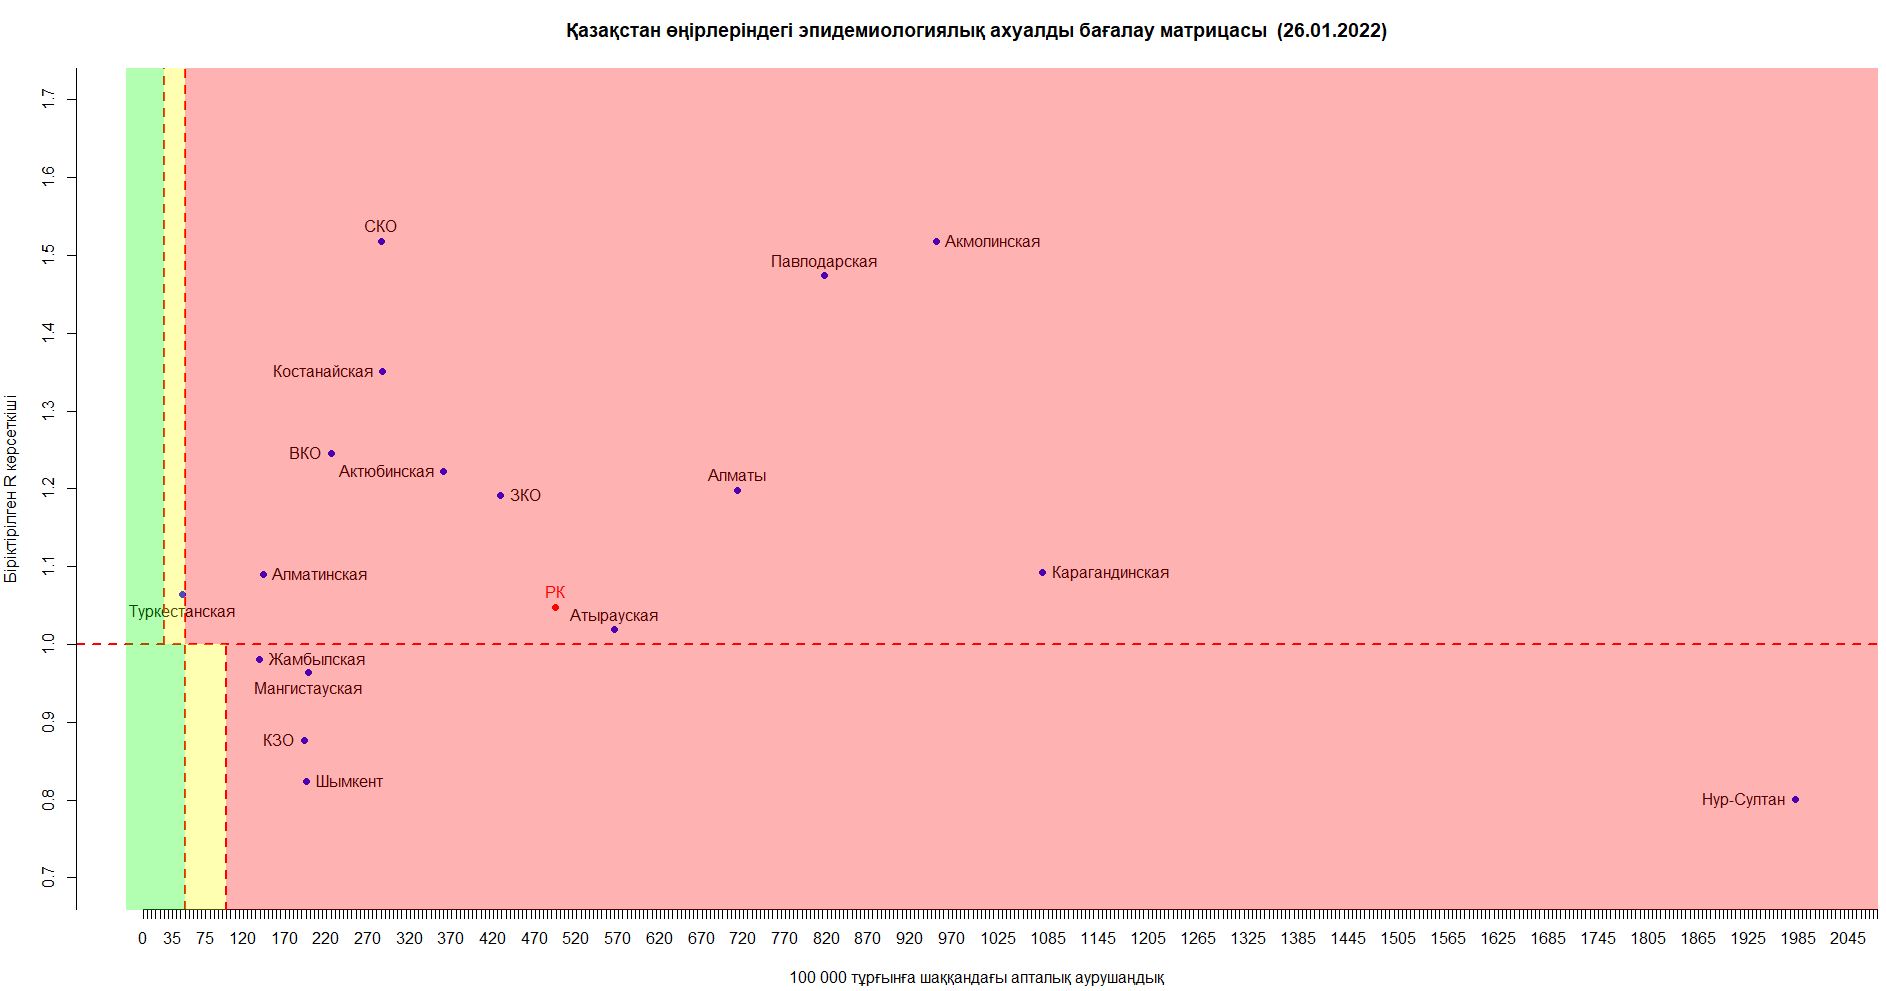 Қазақстан өңірлеріндегі эпидемиологиялық ахуалды бағалау матрицасы (26.01.2022)
Біріктірілген R көрсеткіші
1.7
1.6
1.5
1.4
1.3
1.2
1.1
1.0
0.9
0.8
0.7
СКО
Акмолинская
Павлодарская
Костанайская
ВКО
Актюбинская
Алматы
ЗКО
Алматинская
Карагандинская
РК
Туркестанская
Атырауская
Жамбылская
Мангистауская
КЗО
Шымкент
Нур-Султан
0 35 75 120 170 220 270 320 370 420 470 520 570 620 670 720 770 820 870 920 970 1025 1085 1145 1205 1265 1325 1385 1445 1505 1565 1625 1685 1745 1805 1865 1925 1985 2045
100 000 тұрғынға шаққандағы апталық аурушаңдық